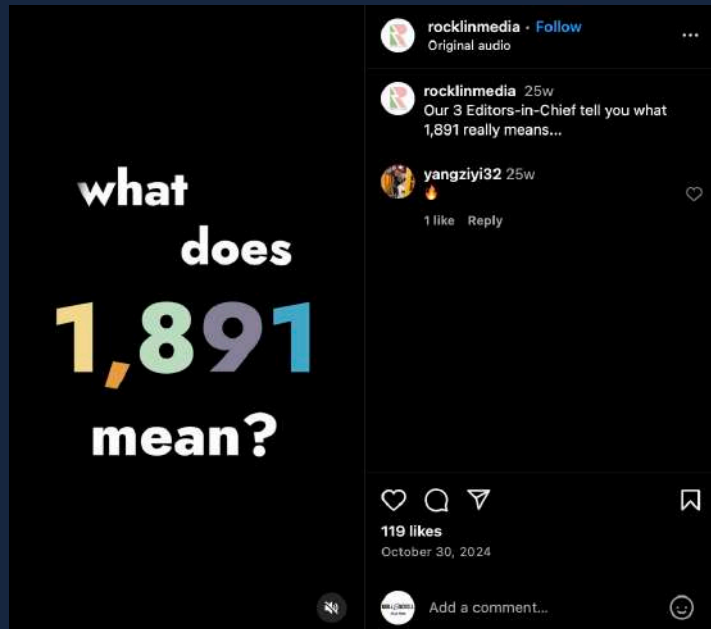 what
does
1,891
mean?
rocklinmedia · Follow
Original audio
rocklinmedia 25w
Our 3 Editors-in-Chief tell you what
1,891 really means...
yangziyi32 25w
🔥
1 like Reply
119 likes
October 30, 2024
Add a comment...